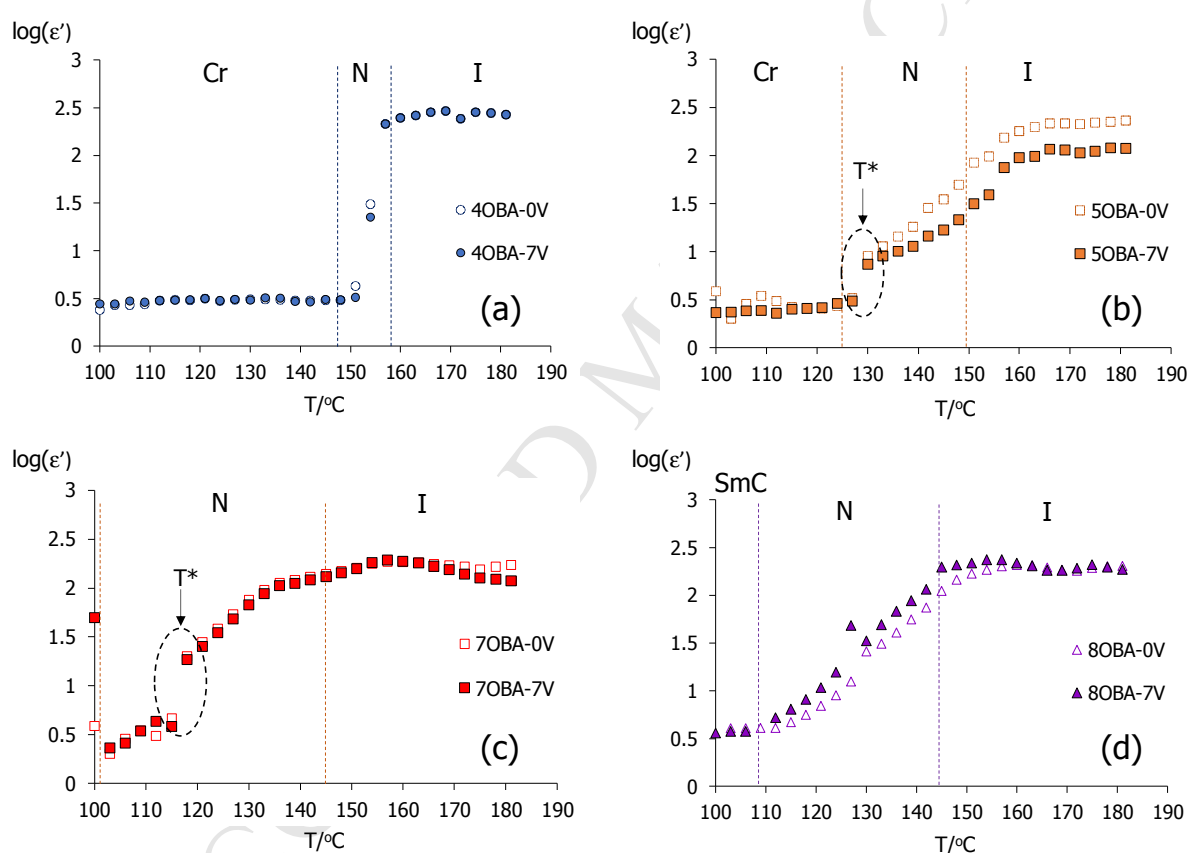 log(ε’)
3
2.5
2
1.5
1
0.5
0
Cr
N
I
4OBA-0V
4OBA-7V
(a)
100 110 120 130 140 150 160 170 180 190
T/°C
log(ε’)
3
2.5
2
1.5
1
0.5
0
Cr
N
I
T*
5OBA-0V
5OBA-7V
(b)
100 110 120 130 140 150 160 170 180 190
T/°C
log(ε’)
3
2.5
2
1.5
1
0.5
0
N
I
T*
7OBA-0V
7OBA-7V
(c)
100 110 120 130 140 150 160 170 180 190
T/°C
log(ε’)
3
2.5
2
1.5
1
0.5
0
SmC
N
I
8OBA-0V
8OBA-7V
(d)
100 110 120 130 140 150 160 170 180 190
T/°C
D M